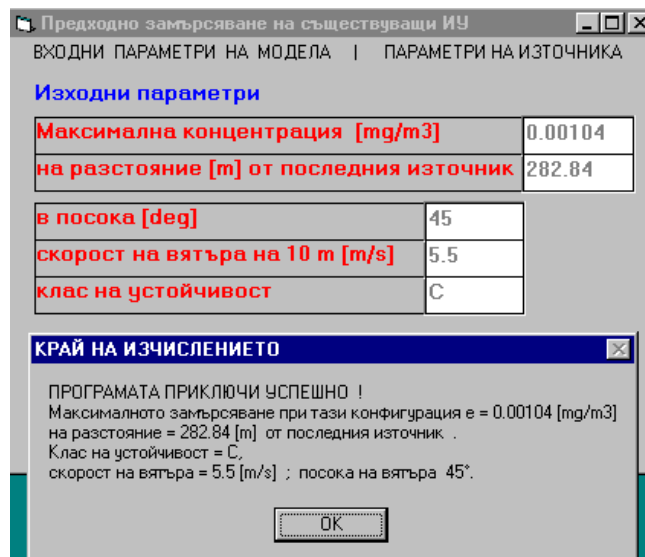 Предходно замърсяване на съществуващи ИУ
ВХОДНИ ПАРАМЕТРИ НА МОДЕЛА | ПАРАМЕТРИ НА ИЗТОЧНИКА
Изходни параметри
Максимална концентрация [mg/m3] 0.00104
на разстояние [m] от последния източник 282.84
в посока [deg] 45
скорост на вятъра на 10 m [m/s] 5.5
клас на устойчивост C
КРАЙ НА ИЗЧИСЛЕНИЕТО
ПРОГРАМАТА ПРИКЛЮЧИ УСПЕШНО !
Максималното замърсяване при тази конфигурация е = 0.00104 [mg/m3]
на разстояние = 282.84 [m] от последния източник .
Клас на устойчивост = C,
скорост на вятъра = 5.5 [m/s] ; посока на вятъра 45°.
OK